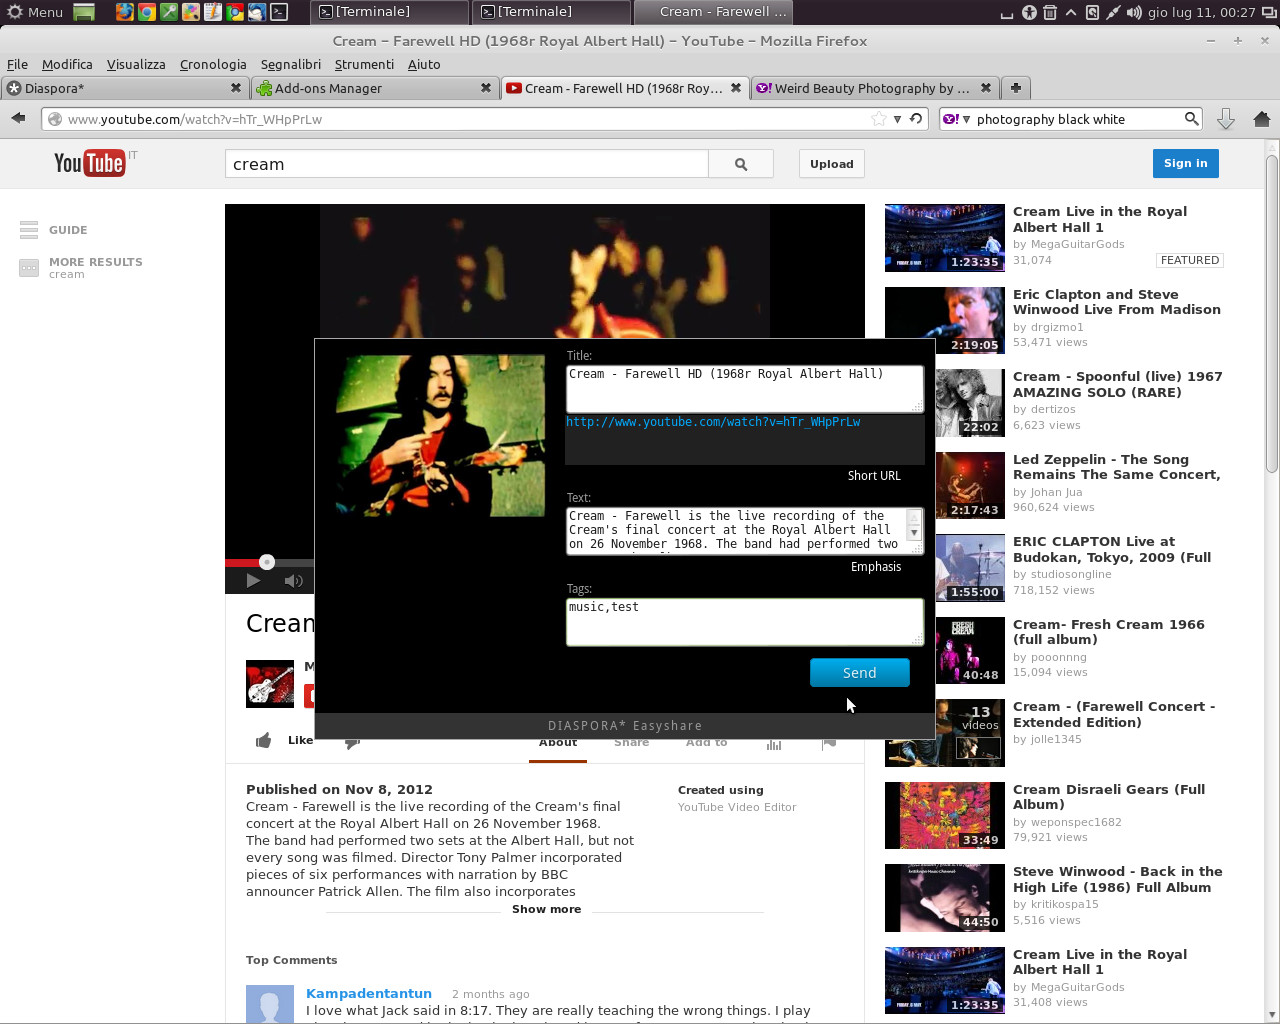 Menu
[Terminale]
[Terminale]
Cream - Farewell ...
gio lug 11, 00:27
Cream – Farewell HD (1968r Royal Albert Hall) – YouTube – Mozilla Firefox
File Modifica Visualizza Cronologia Segnalibri Strumenti Aiuto
Diaspora*
Add-ons Manager
Cream - Farewell HD (1968r Roy...
Weird Beauty Photography by ...
www.youtube.com/watch?v=hTr_WHpPrLw
photography black white
YouTube IT
cream
Upload
Sign in
GUIDE
MORE RESULTS
cream
Title:
Cream - Farewell HD (1968r Royal Albert Hall)
http://www.youtube.com/watch?v=hTr_WHpPrLw
Short URL
Text:
Cream - Farewell is the live recording of the
Cream's final concert at the Royal Albert Hall
on 26 November 1968. The band had performed two
Emphasis
Tags:
music,test
Send
DIASPORA* Easyshare
Cream
M
Like
About
Share
Add to
Published on Nov 8, 2012
Cream - Farewell is the live recording of the Cream's final
concert at the Royal Albert Hall on 26 November 1968.
The band had performed two sets at the Albert Hall, but not
every song was filmed. Director Tony Palmer incorporated
pieces of six performances with narration by BBC
announcer Patrick Allen. The film also incorporates
Created using
YouTube Video Editor
Show more
Top Comments
Kampadentantun 2 months ago
I love what Jack said in 8:17. They are really teaching the wrong things. I play
Cream Live in the Royal
Albert Hall 1
by MegaGuitarGods
31,074
FEATURED
1:23:35
Eric Clapton and Steve
Winwood Live From Madison
by drgizmo1
53,471 views
2:19:05
Cream - Spoonful (live) 1967
AMAZING SOLO (RARE)
by dertizos
6,623 views
22:02
Led Zeppelin - The Song
Remains The Same Concert,
by Johan Jua
960,624 views
2:17:43
ERIC CLAPTON Live at
Budokan, Tokyo, 2009 (Full
by studiosongline
718,152 views
1:55:00
Cream- Fresh Cream 1966
(full album)
by pooonnng
15,094 views
FRESH
CREAM
40:48
Cream - (Farewell Concert -
Extended Edition)
by jolle1345
13
videos
Cream Disraeli Gears (Full
Album)
by weponspec1682
79,921 views
33:49
Steve Winwood - Back in the
High Life (1986) Full Album
by kritikospa15
5,516 views
44:50
Cream Live in the Royal
Albert Hall 1
by MegaGuitarGods
31,408 views
1:23:35